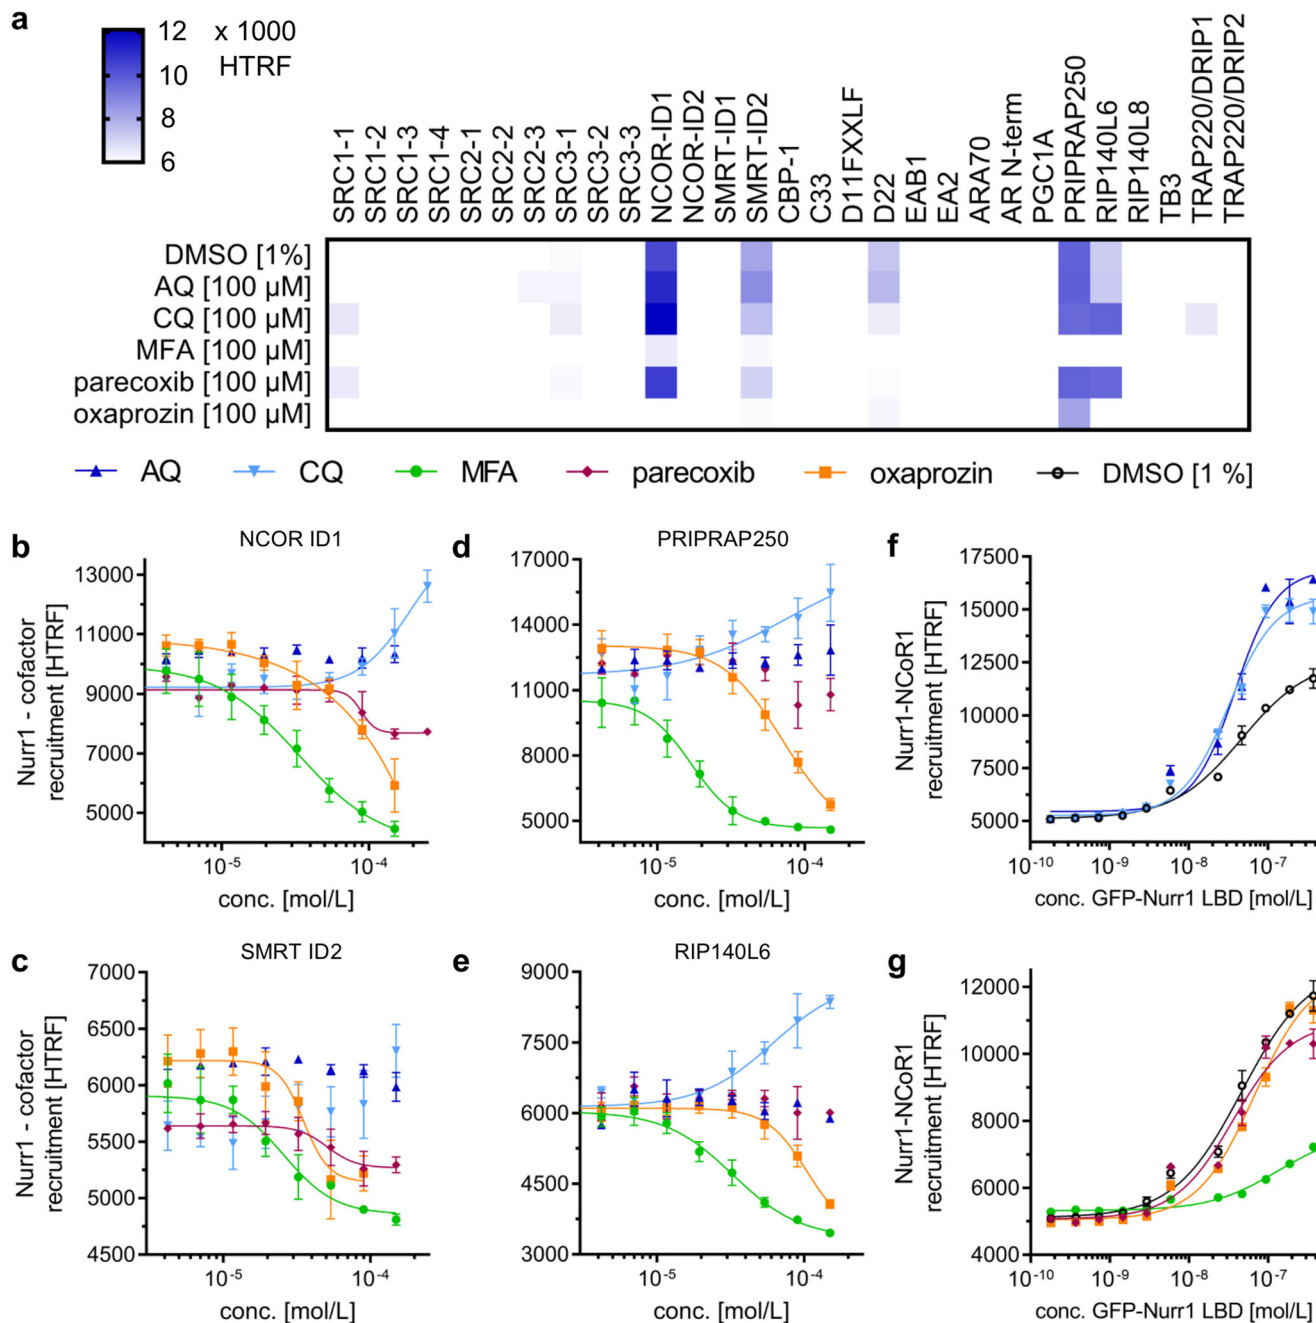 a
12 x 1000
10 HTRF
8
6
SRC1-1
SRC1-2
SRC1-3
SRC1-4
SRC2-1
SRC2-2
SRC2-3
SRC3-1
SRC3-2
SRC3-3
NCOR-ID1
NCOR-ID2
SMRT-ID1
SMRT-ID2
CBP-1
C33
D11FXXLF
D22
EAB1
EA2
ARA70
AR N-term
PGC1A
PRIPRAP250
RIP140L6
RIP140L8
TB3
TRAP220/DRIP1
TRAP220/DRIP2
DMSO [1%]
AQ [100 µM]
CQ [100 µM]
MFA [100 µM]
parecoxib [100 µM]
oxaprozin [100 µM]
AQ CQ MFA parecoxib oxaprozin DMSO [1 %]
b
NCOR ID1
Nurr1 - cofactor
recruitment [HTRF]
13000
11000
9000
7000
5000
10-5 10-4
conc. [mol/L]
d
PRIPRAP250
17000
14000
11000
8000
5000
10-5 10-4
conc. [mol/L]
f
Nurr1-NCoR1
recruitment [HTRF]
17500
15000
12500
10000
7500
5000
10-10 10-9 10-8 10-7
conc. GFP-Nurr1 LBD [mol/L]
c
SMRT ID2
Nurr1 - cofactor
recruitment [HTRF]
7000
6500
6000
5500
5000
4500
10-5 10-4
conc. [mol/L]
e
RIP140L6
9000
7500
6000
4500
3000
10-5 10-4
conc. [mol/L]
g
Nurr1-NCoR1
recruitment [HTRF]
12000
10000
8000
6000
4000
10-10 10-9 10-8 10-7
conc. GFP-Nurr1 LBD [mol/L]